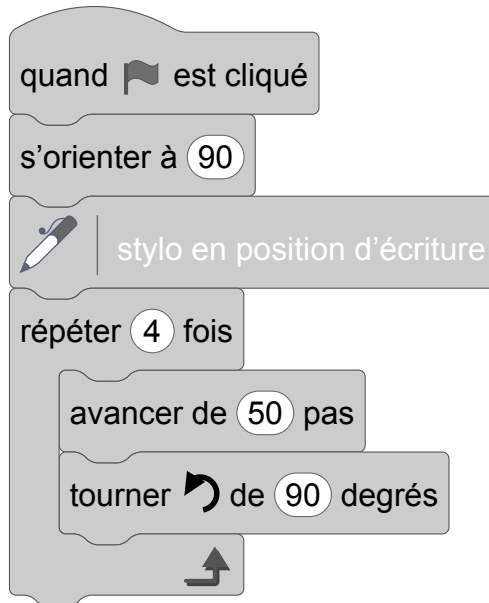 quand est cliqué
s’orienter à 90
stylo en position d’écriture
répéter 4 fois
avancer de 50 pas
tourner de 90 degrés